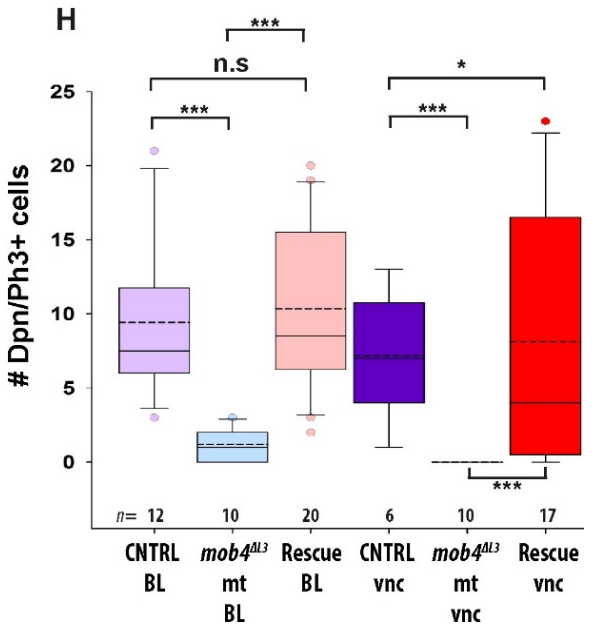 H
***
n.s
*
***
***
25
20
15
10
5
0
# Dpn/Ph3+ cells
***
n= 12 10 20 6 10 17
CNTRL mob4ΔL3 Rescue CNTRL mob4ΔL3 Rescue
BL mt BL vnc mt vnc
BL vnc